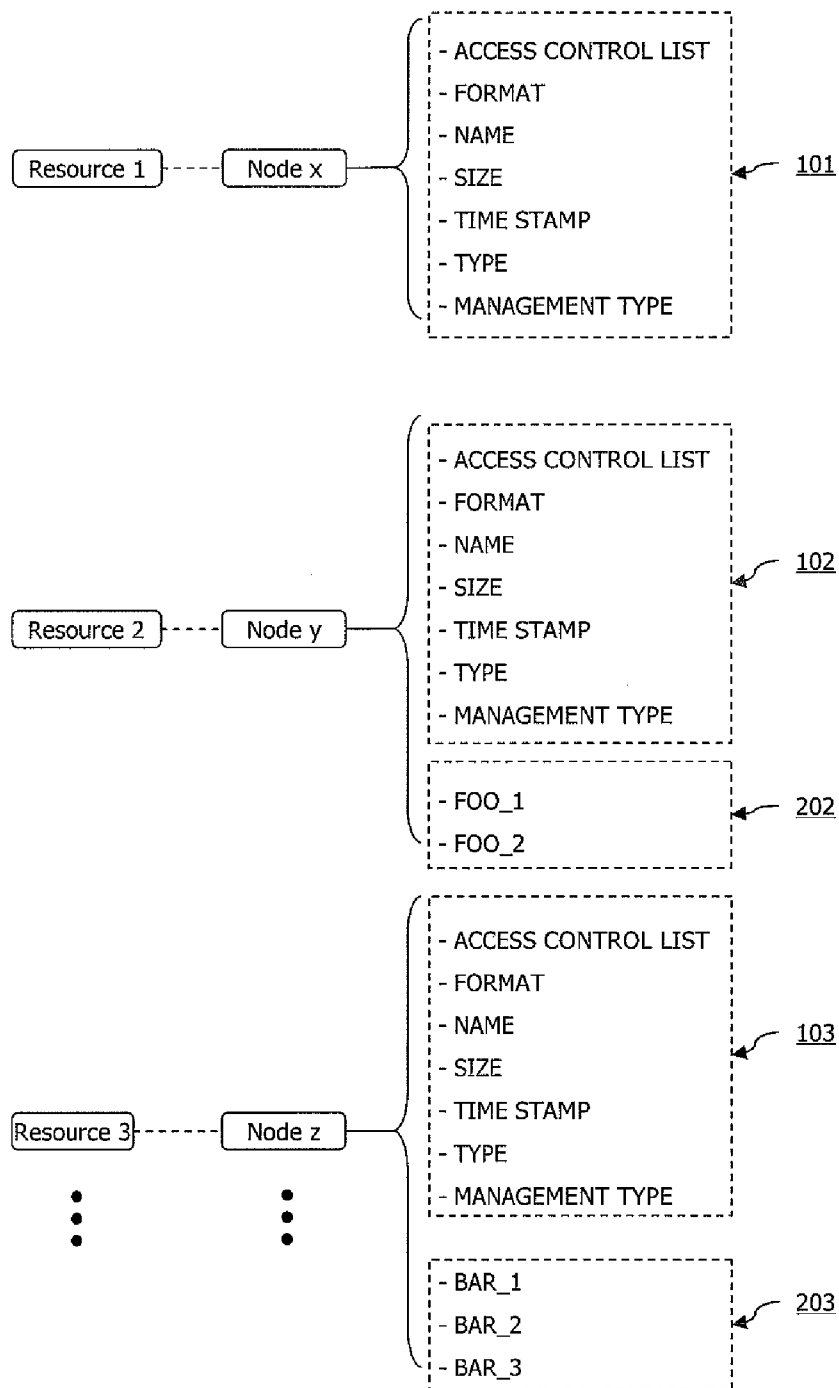 - ACCESS CONTROL LIST
- FORMAT
- NAME
- SIZE
- TIME STAMP
- TYPE
- MANAGEMENT TYPE
Resource 1
Node x
101
- ACCESS CONTROL LIST
- FORMAT
- NAME
- SIZE
- TIME STAMP
- TYPE
- MANAGEMENT TYPE
102
Resource 2
Node y
- FOO_1
- FOO_2
202
- ACCESS CONTROL LIST
- FORMAT
- NAME
- SIZE
- TIME STAMP
- TYPE
- MANAGEMENT TYPE
103
Resource 3
Node z
- BAR_1
- BAR_2
- BAR_3
203